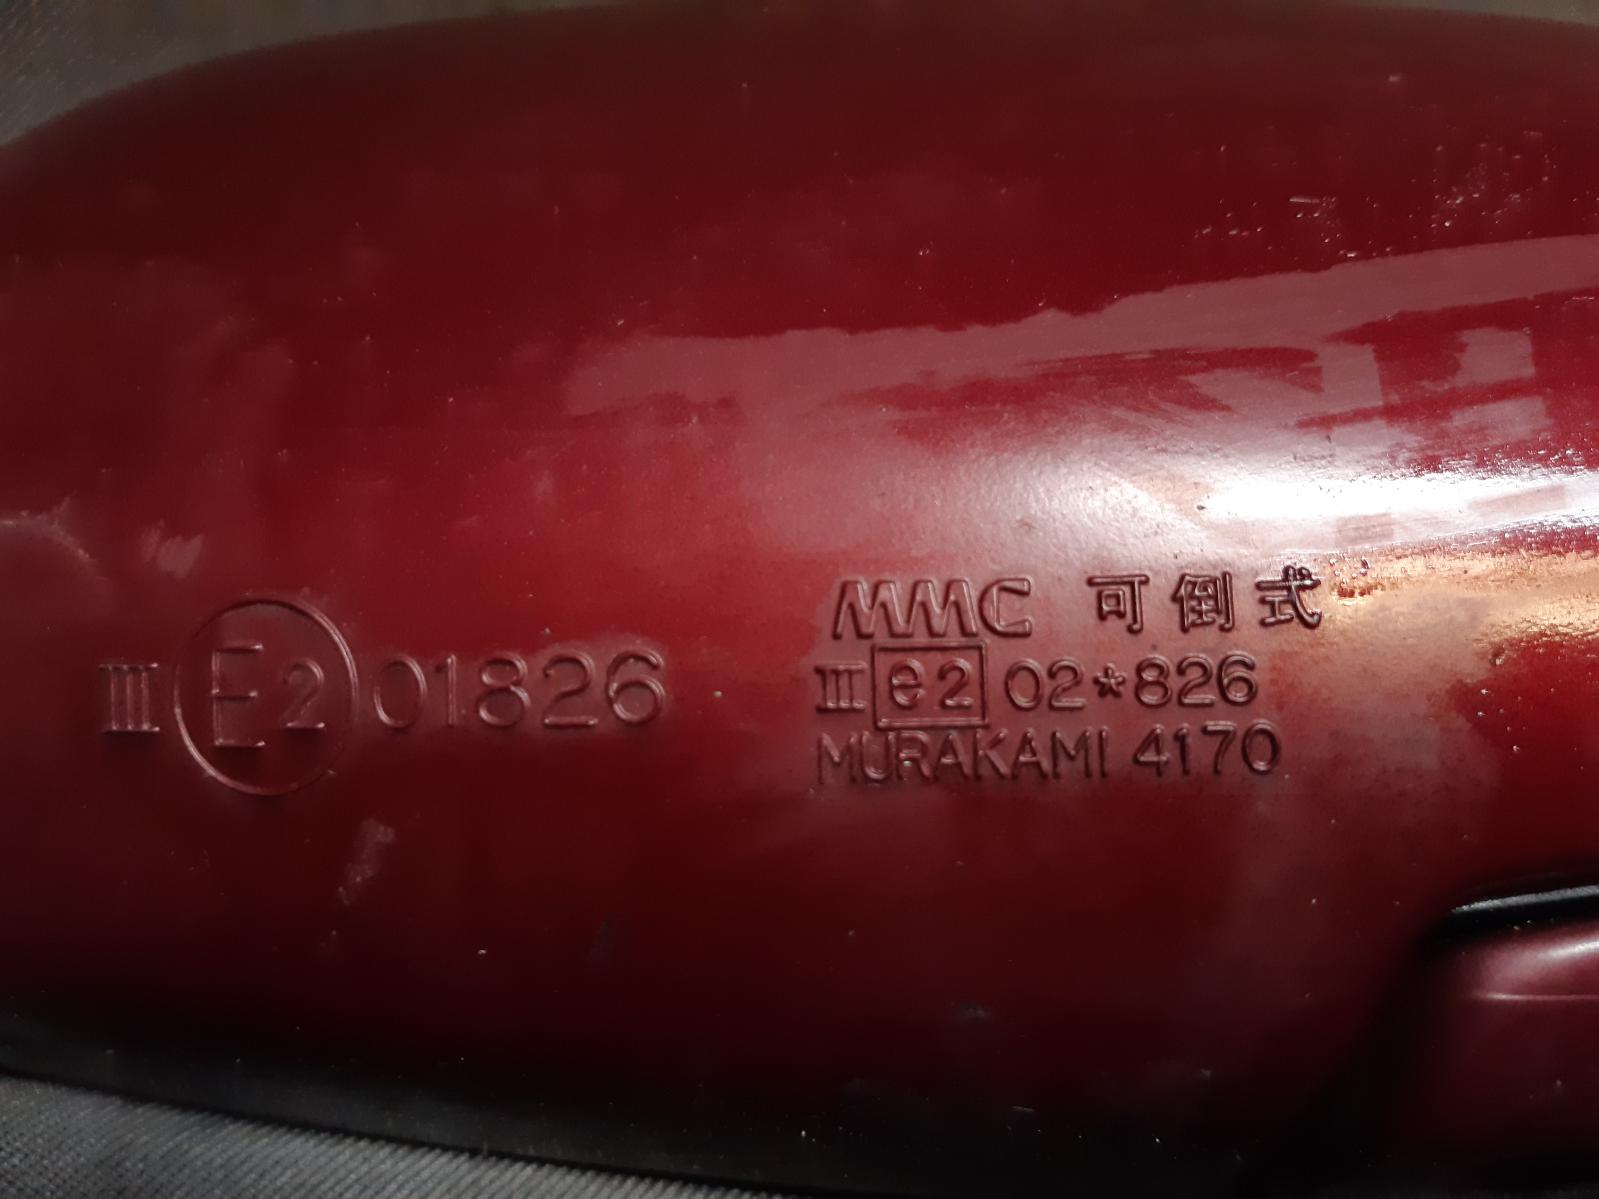 III E2 01826
MMC 可倒式
III e2 02*826
MURAKAMI 4170